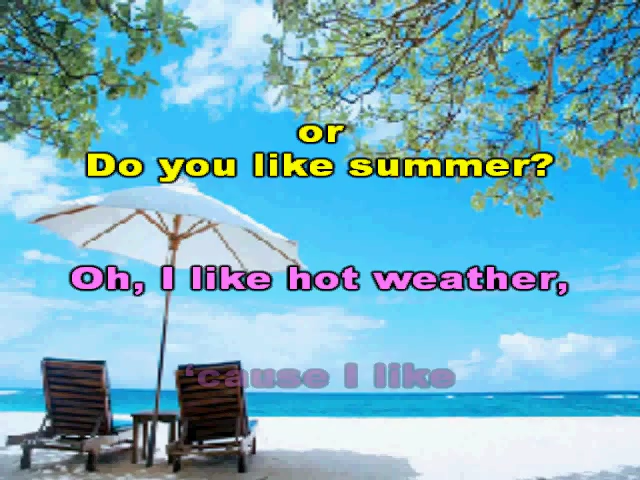 or
Do you like summer?
Oh, I like hot weather,
‘cause I like